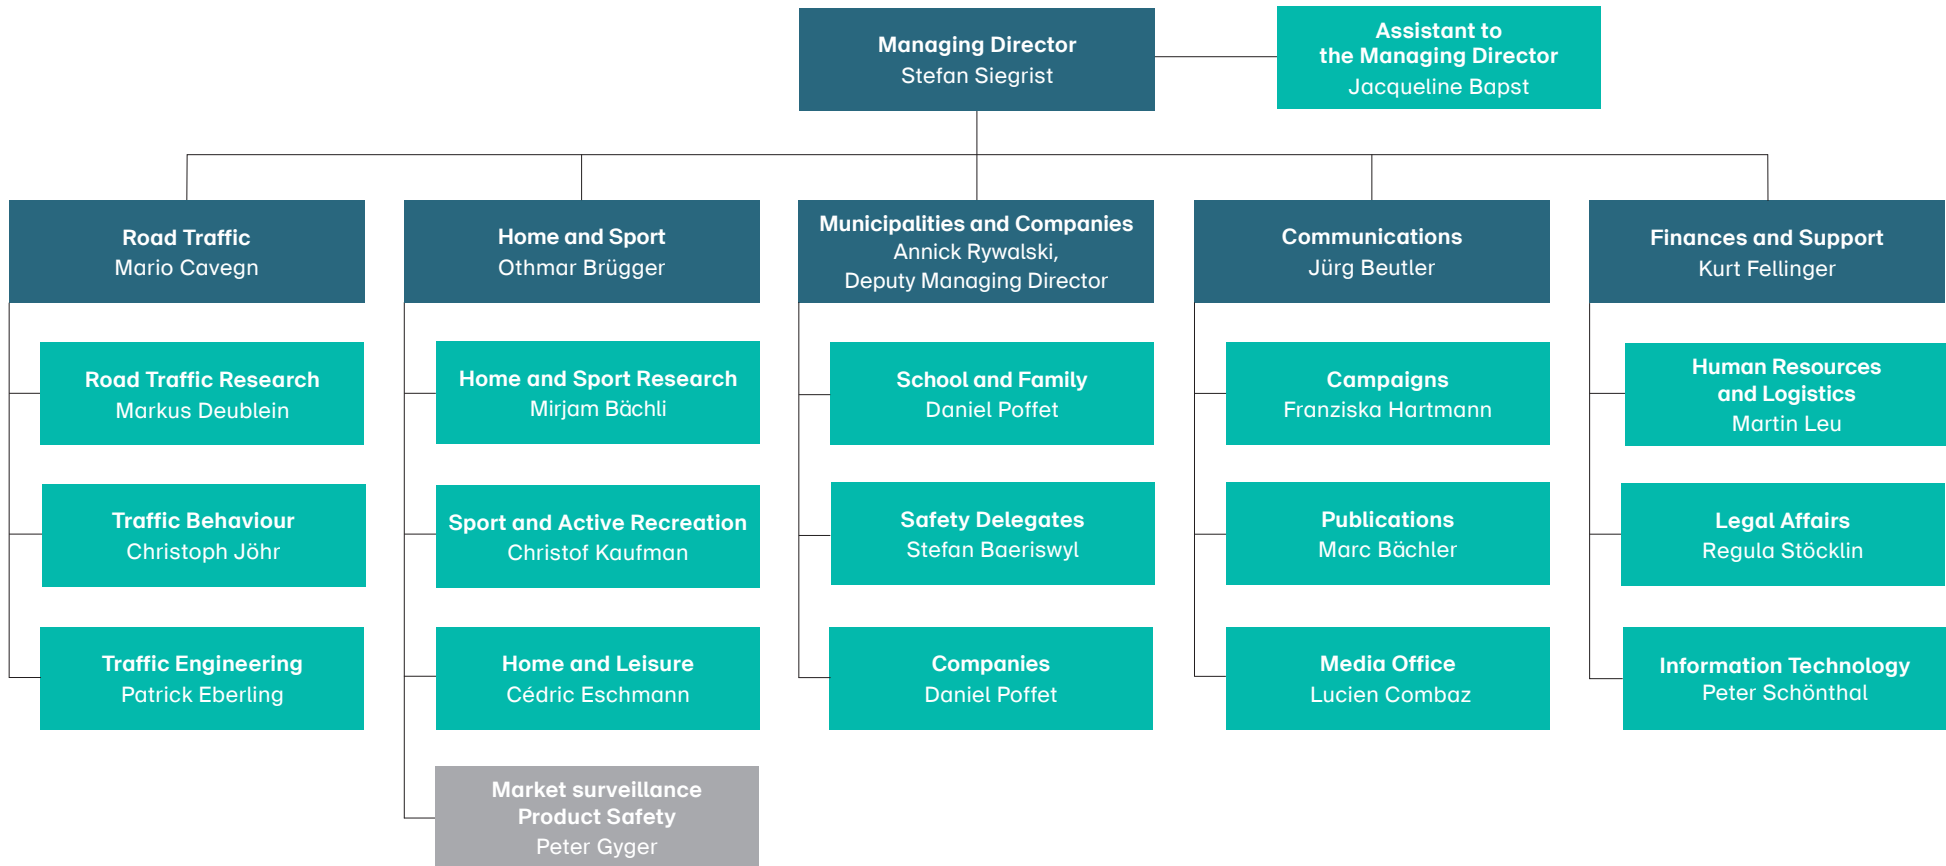 Managing Director
Stefan Siegrist
Assistant to
the Managing Director
Jacqueline Bapst
Road Traffic
Mario Cavegn
Home and Sport
Othmar Brügger
Municipalities and Companies
Annick Rywalski,
Deputy Managing Director
Communications
Jürg Beutler
Finances and Support
Kurt Fellinger
Road Traffic Research
Markus Deublein
Home and Sport Research
Mirjam Bächli
School and Family
Daniel Poffet
Campaigns
Franziska Hartmann
Human Resources
and Logistics
Martin Leu
Traffic Behaviour
Christoph Jöhr
Sport and Active Recreation
Christof Kaufman
Safety Delegates
Stefan Baeriswyl
Publications
Marc Bächler
Legal Affairs
Regula Stöcklin
Traffic Engineering
Patrick Eberling
Home and Leisure
Cédric Eschmann
Companies
Daniel Poffet
Media Office
Lucien Combaz
Information Technology
Peter Schönthal
Market surveillance
Product Safety
Peter Gyger